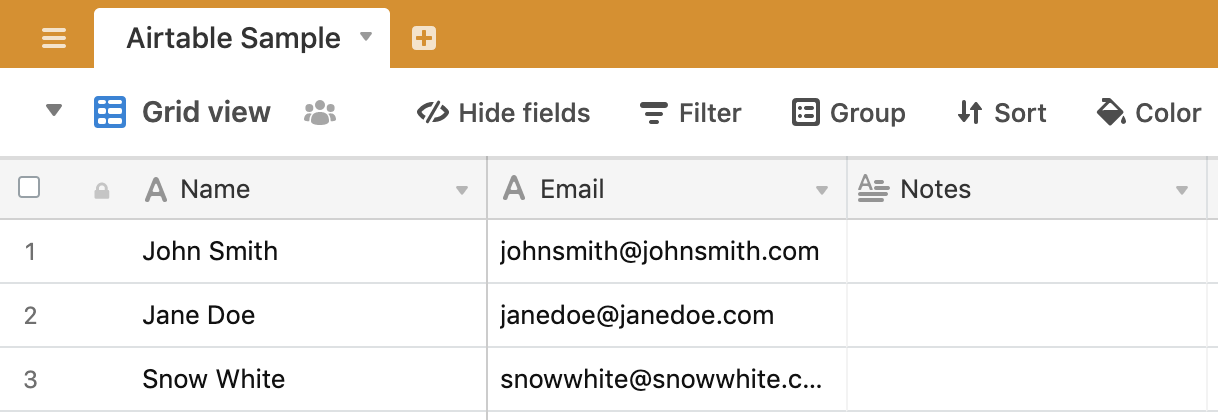 Airtable Sample
Grid view Hide fields Filter Group Sort Color
Name Email Notes
1 John Smith johnsmith@johnsmith.com
2 Jane Doe janedoe@janedoe.com
3 Snow White snowwhite@snowwhite.c...